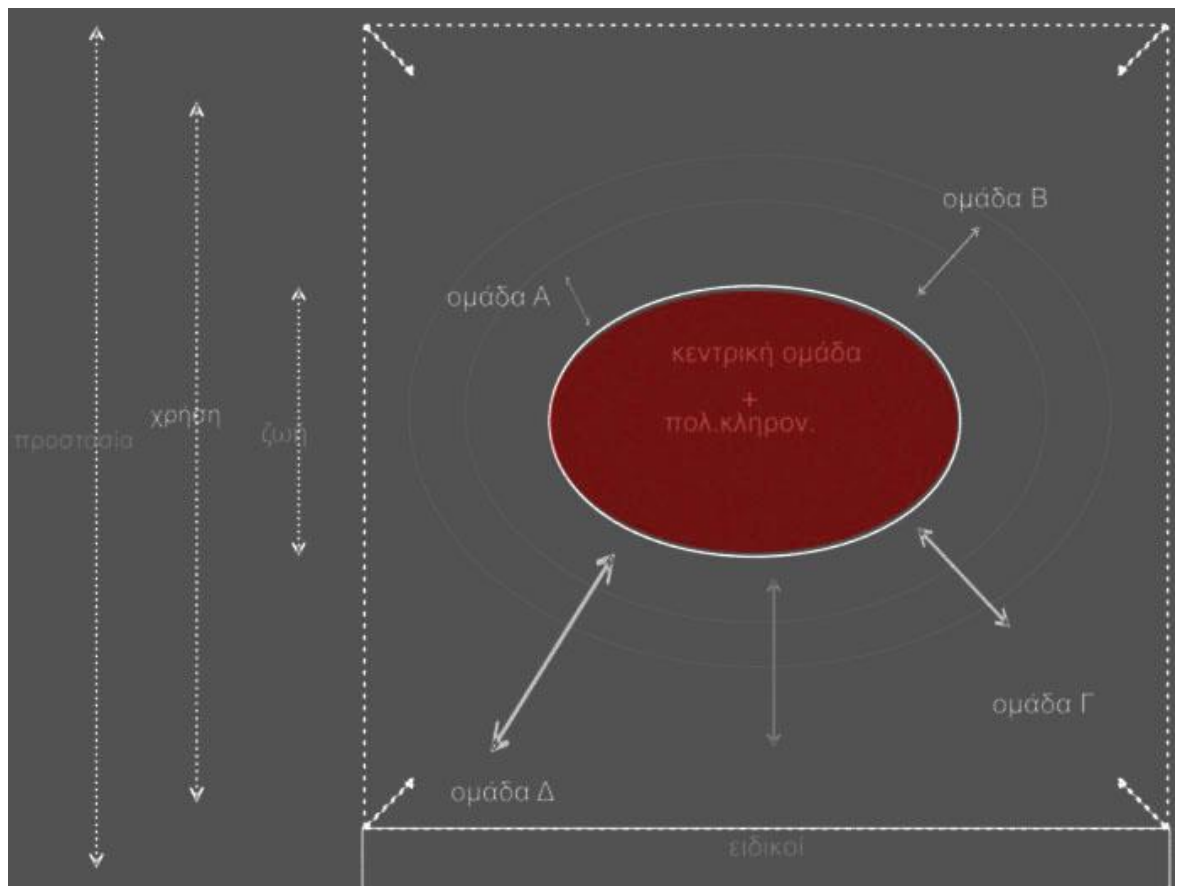 ομάδα Β
ομάδα Α
κεντρική ομάδα
+
πολ.κληρον.
χρήση
προστασία
ζωή
ομάδα Γ
ομάδα Δ
ειδικοί